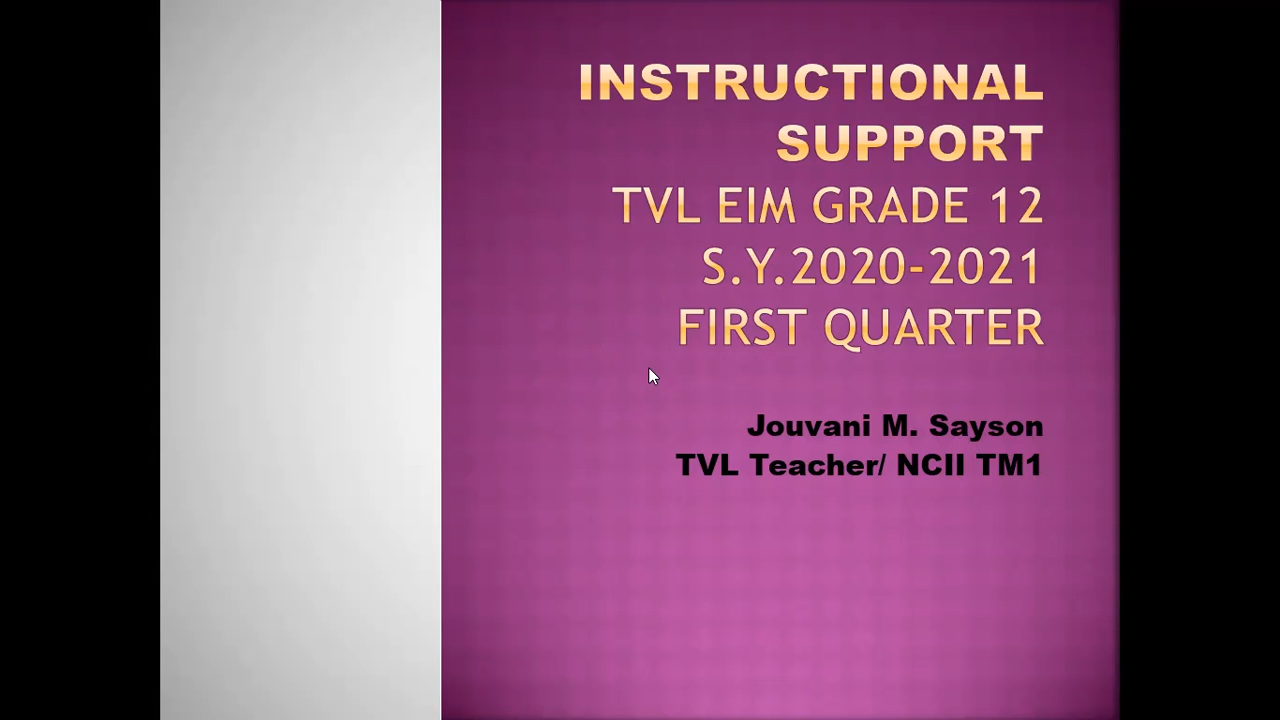 INSTRUCTIONAL
SUPPORT
TVL EIM GRADE 12
S.Y.2020-2021
FIRST QUARTER
Jouvani M. Sayson
TVL Teacher/ NCII TM1